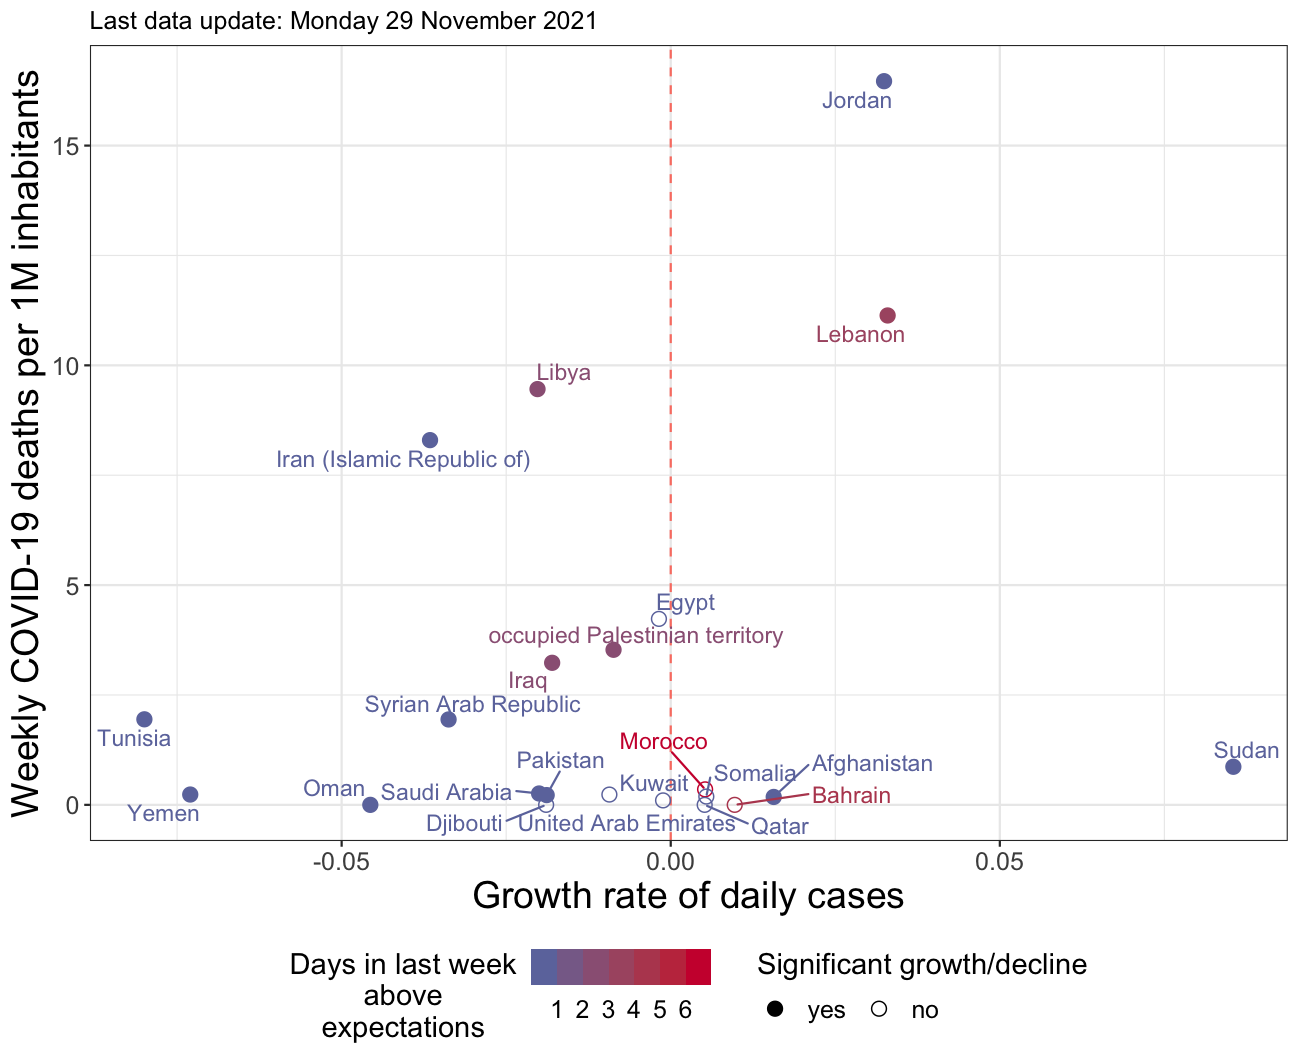 Last data update: Monday 29 November 2021
Weekly COVID-19 deaths per 1M inhabitants
15
10
5
0
Jordan
Lebanon
Libya
Iran (Islamic Republic of)
Egypt
occupied Palestinian territory
Iraq
Syrian Arab Republic
Tunisia
Morocco
Sudan
Pakistan
Afghanistan
Somalia
Kuwait
Oman
Saudi Arabia
Bahrain
Yemen
Djibouti
United Arab Emirates
Qatar
-0.05
0.00
0.05
Growth rate of daily cases
Days in last week
above
expectations
1 2 3 4 5 6
Significant growth/decline
yes
no